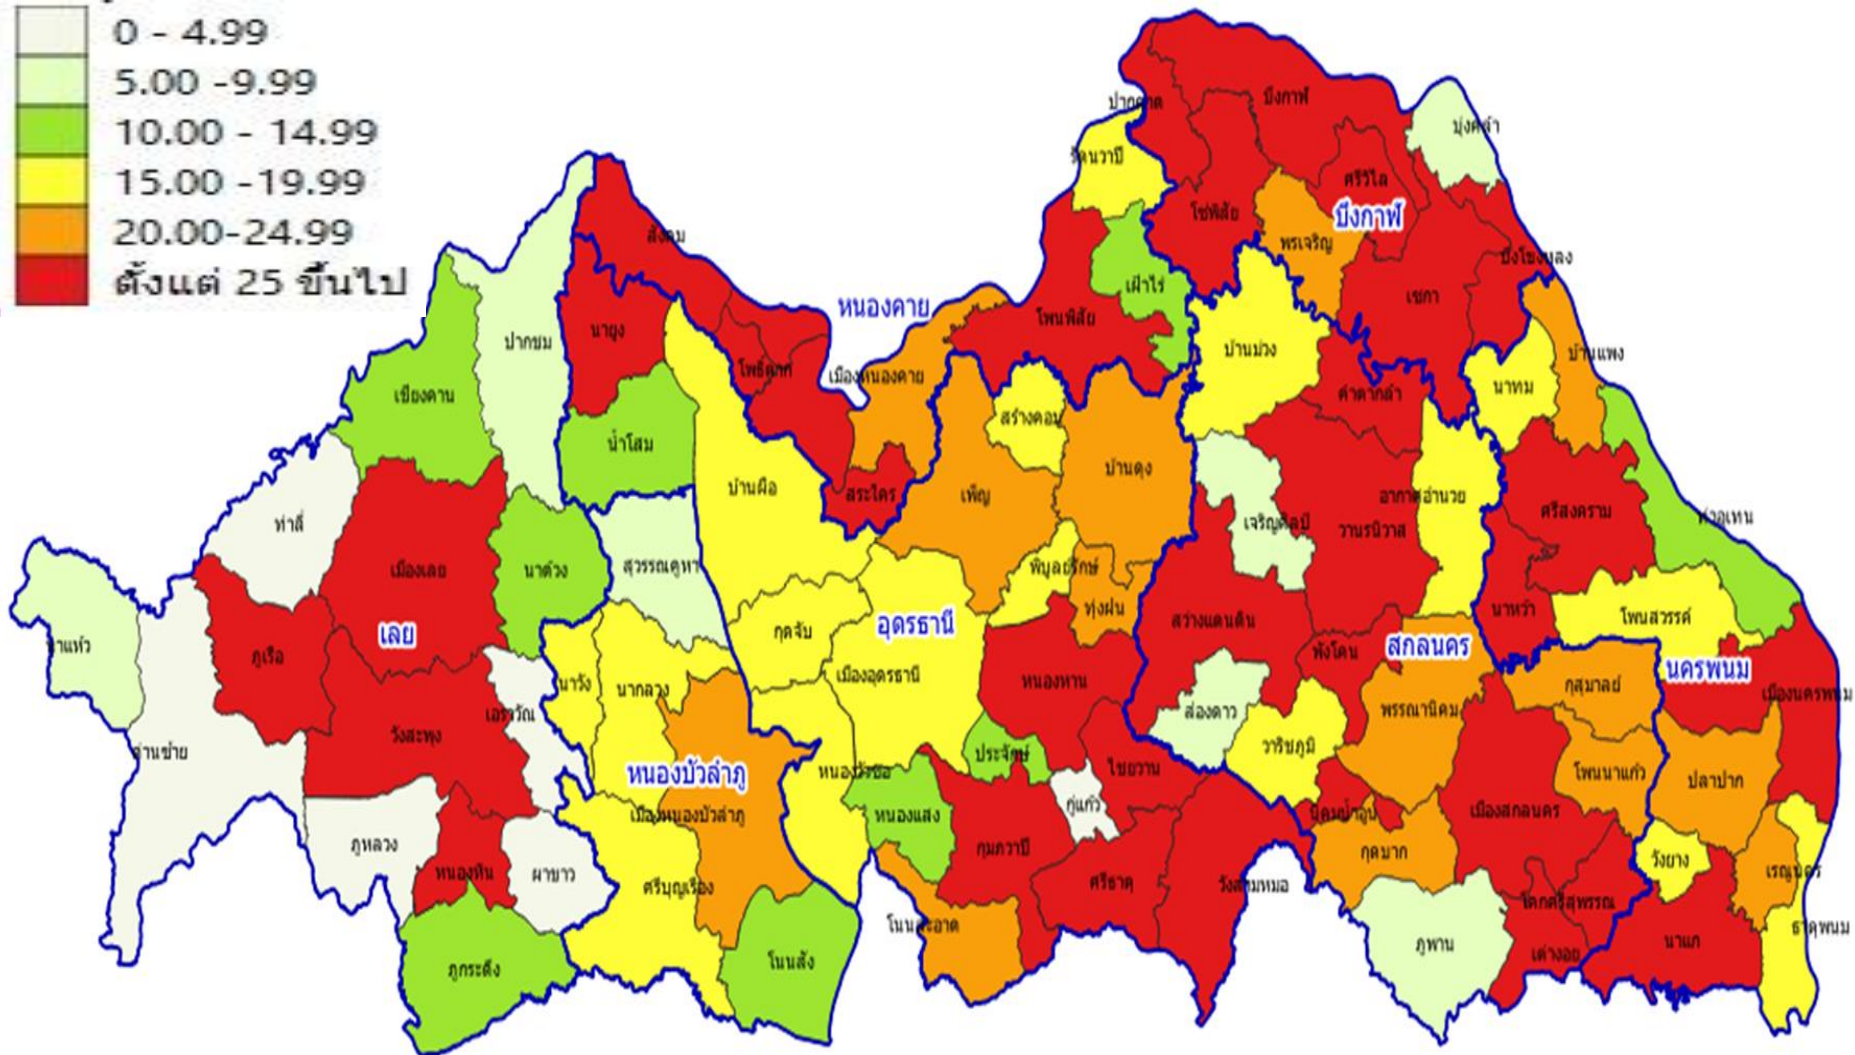 0 - 4.99
5.00 -9.99
10.00 - 14.99
15.00 -19.99
20.00-24.99
ตั้งแต่ 25 ขึ้นไป
ปากคาด
บึงกาฬ
บุ่งคล้า
รัตนวาปี
ศรีวิไล
โซ่พิสัย
บึงกาฬ
พรเจริญ
สังคม
บึงโขงหลง
เฝ้าไร่
เซกา
หนองคาย
โพนพิสัย
นายูง
ปากชม
บ้านม่วง
บ้านแพง
โพธิ์ตาก
เมืองหนองคาย
นาทม
เชียงคาน
คำตากล้า
สร้างคอม
น้ำโสม
บ้านดุง
บ้านผือ
สระใคร
เพ็ญ
อากาศอำนวย
ศรีสงคราม
ท่าอุเทน
ท่าลี่
เจริญศิลป์
วานรนิวาส
เมืองเลย
นาด้วง
สุวรรณคูหา
พิบูลย์รักษ์
ทุ่งฝน
นาหว้า
โพนสวรรค์
เลย
กุดจับ
อุดรธานี
สว่างแดนดิน
นาแห้ว
ภูเรือ
พังโคน
สกลนคร
เมืองอุดรธานี
หนองหาน
นครพนม
นาวัง
นากลาง
กุสุมาลย์
เมืองนครพนม
เอราวัณ
ส่องดาว
พรรณานิคม
วังสะพุง
ด่านซ้าย
วาริชภูมิ
ประจักษ์
ไชยวาน
หนองบัวลำภู
หนองวัวซอ
โพนนาแก้ว
ปลาปาก
กู่แก้ว
หนองแสง
เมืองหนองบัวลำภู
นิคมน้ำอูน
เมืองสกลนคร
ภูหลวง
กุมภวาปี
กุดบาก
วังยาง
หนองหิน
ผาขาว
ศรีบุญเรือง
ศรีธาตุ
วังสามหมอ
เรณูนคร
โคกศรีสุพรรณ
โนนสะอาด
ธาตุพนม
ภูพาน
นาแก
เต่างอย
โนนสัง
ภูกระดึง